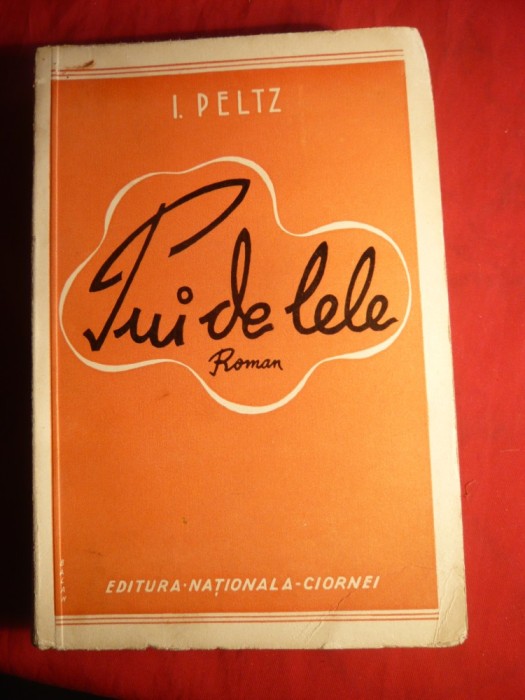 I. PELTZ
Pui de lele
Roman
EDITURA·NAȚIONALA-CIORNEI